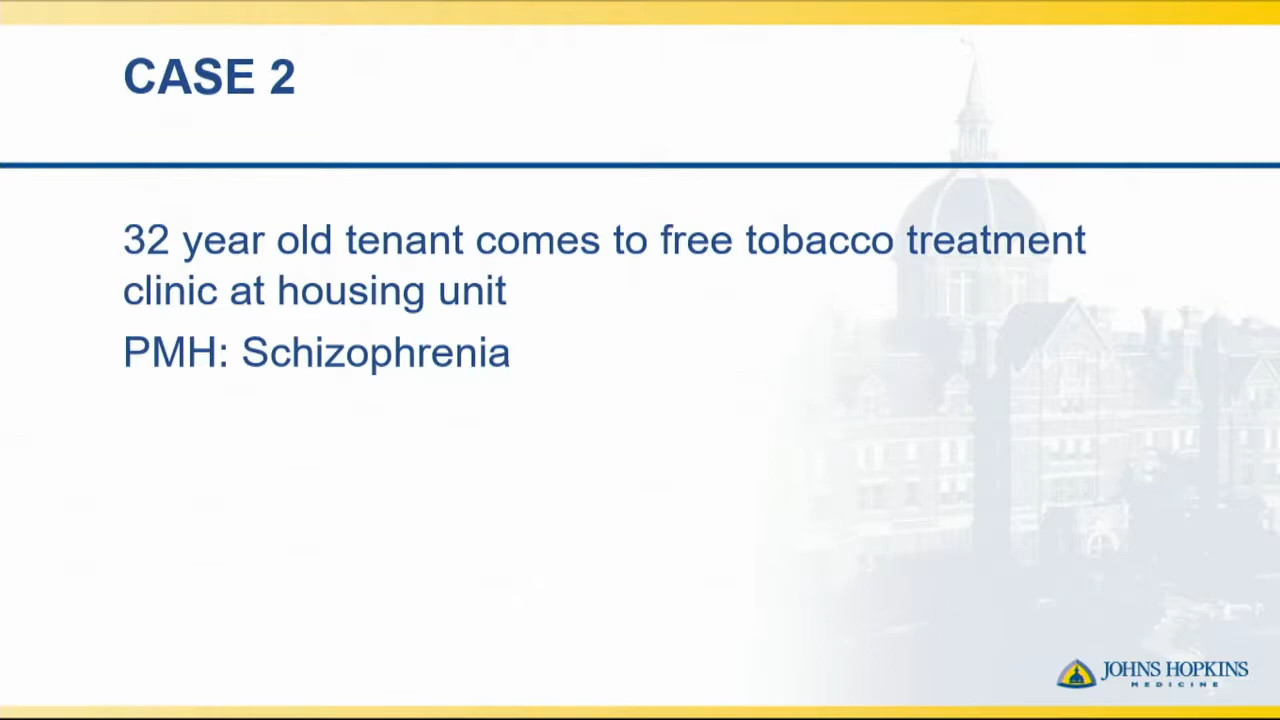 CASE 2
32 year old tenant comes to free tobacco treatment
clinic at housing unit
PMH: Schizophrenia
JOHNS HOPKINS
MEDICINE